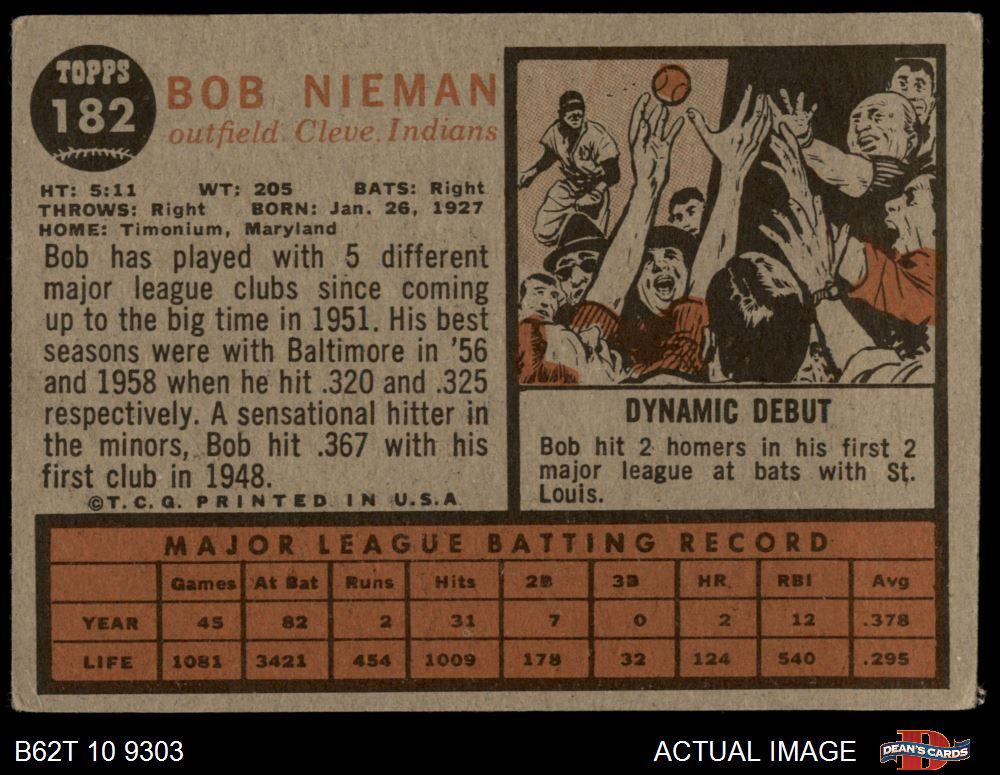 TOPPS
182
BOB NIEMAN
outfield Cleve. Indians
HT: 5:11 WT: 205 BATS: Right
THROWS: Right BORN: Jan. 26, 1927
HOME: Timonium, Maryland
Bob has played with 5 different
major league clubs since coming
up to the big time in 1951. His best
seasons were with Baltimore in '56
and 1958 when he hit .320 and .325
respectively. A sensational hitter in
the minors, Bob hit .367 with his
first club in 1948.
©T.C.G. PRINTED IN U.S.A
DYNAMIC DEBUT
Bob hit 2 homers in his first 2
major league at bats with St.
Louis.
MAJOR LEAGUE BATTING RECORD
Games At Bat Runs Hits 2B 3B HR RBI Avg
YEAR 45 82 2 31 7 0 2 12 .378
LIFE 1081 3421 454 1009 178 32 124 540 .295
B62T 10 9303
ACTUAL IMAGE
DEAN'S CARDS